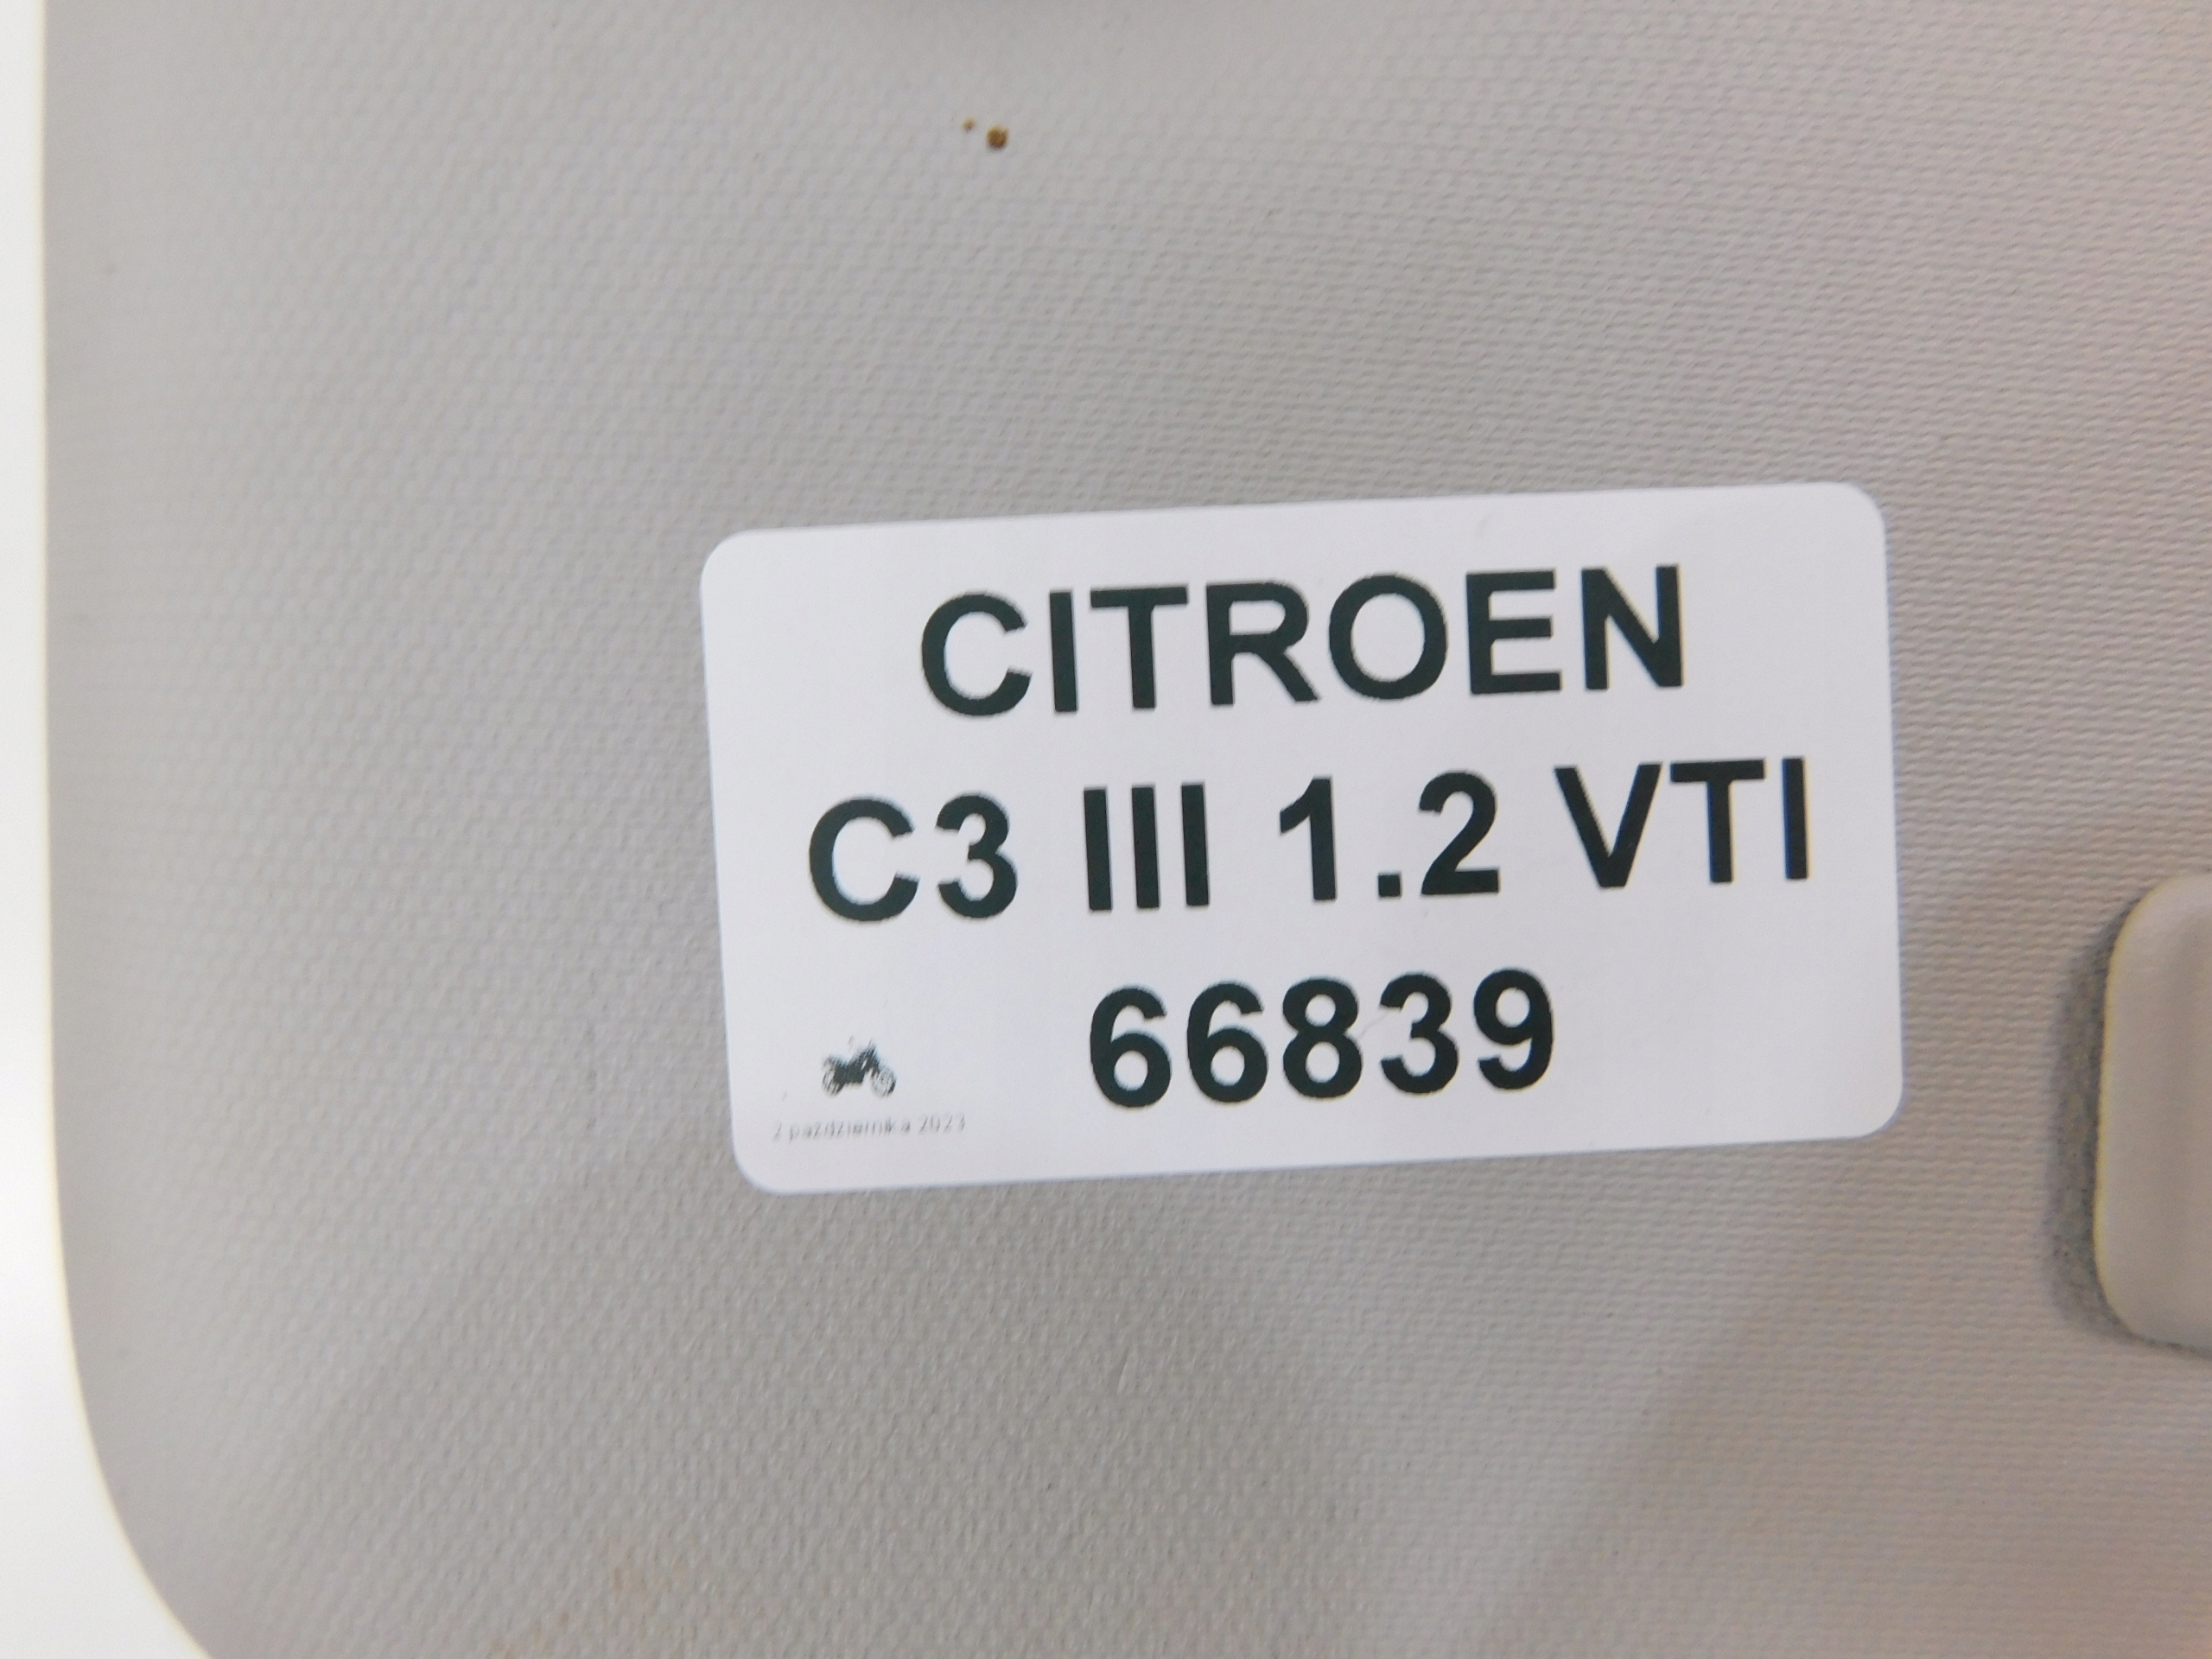 CITROEN
C3 III 1.2 VTI
66839
2 października 2023